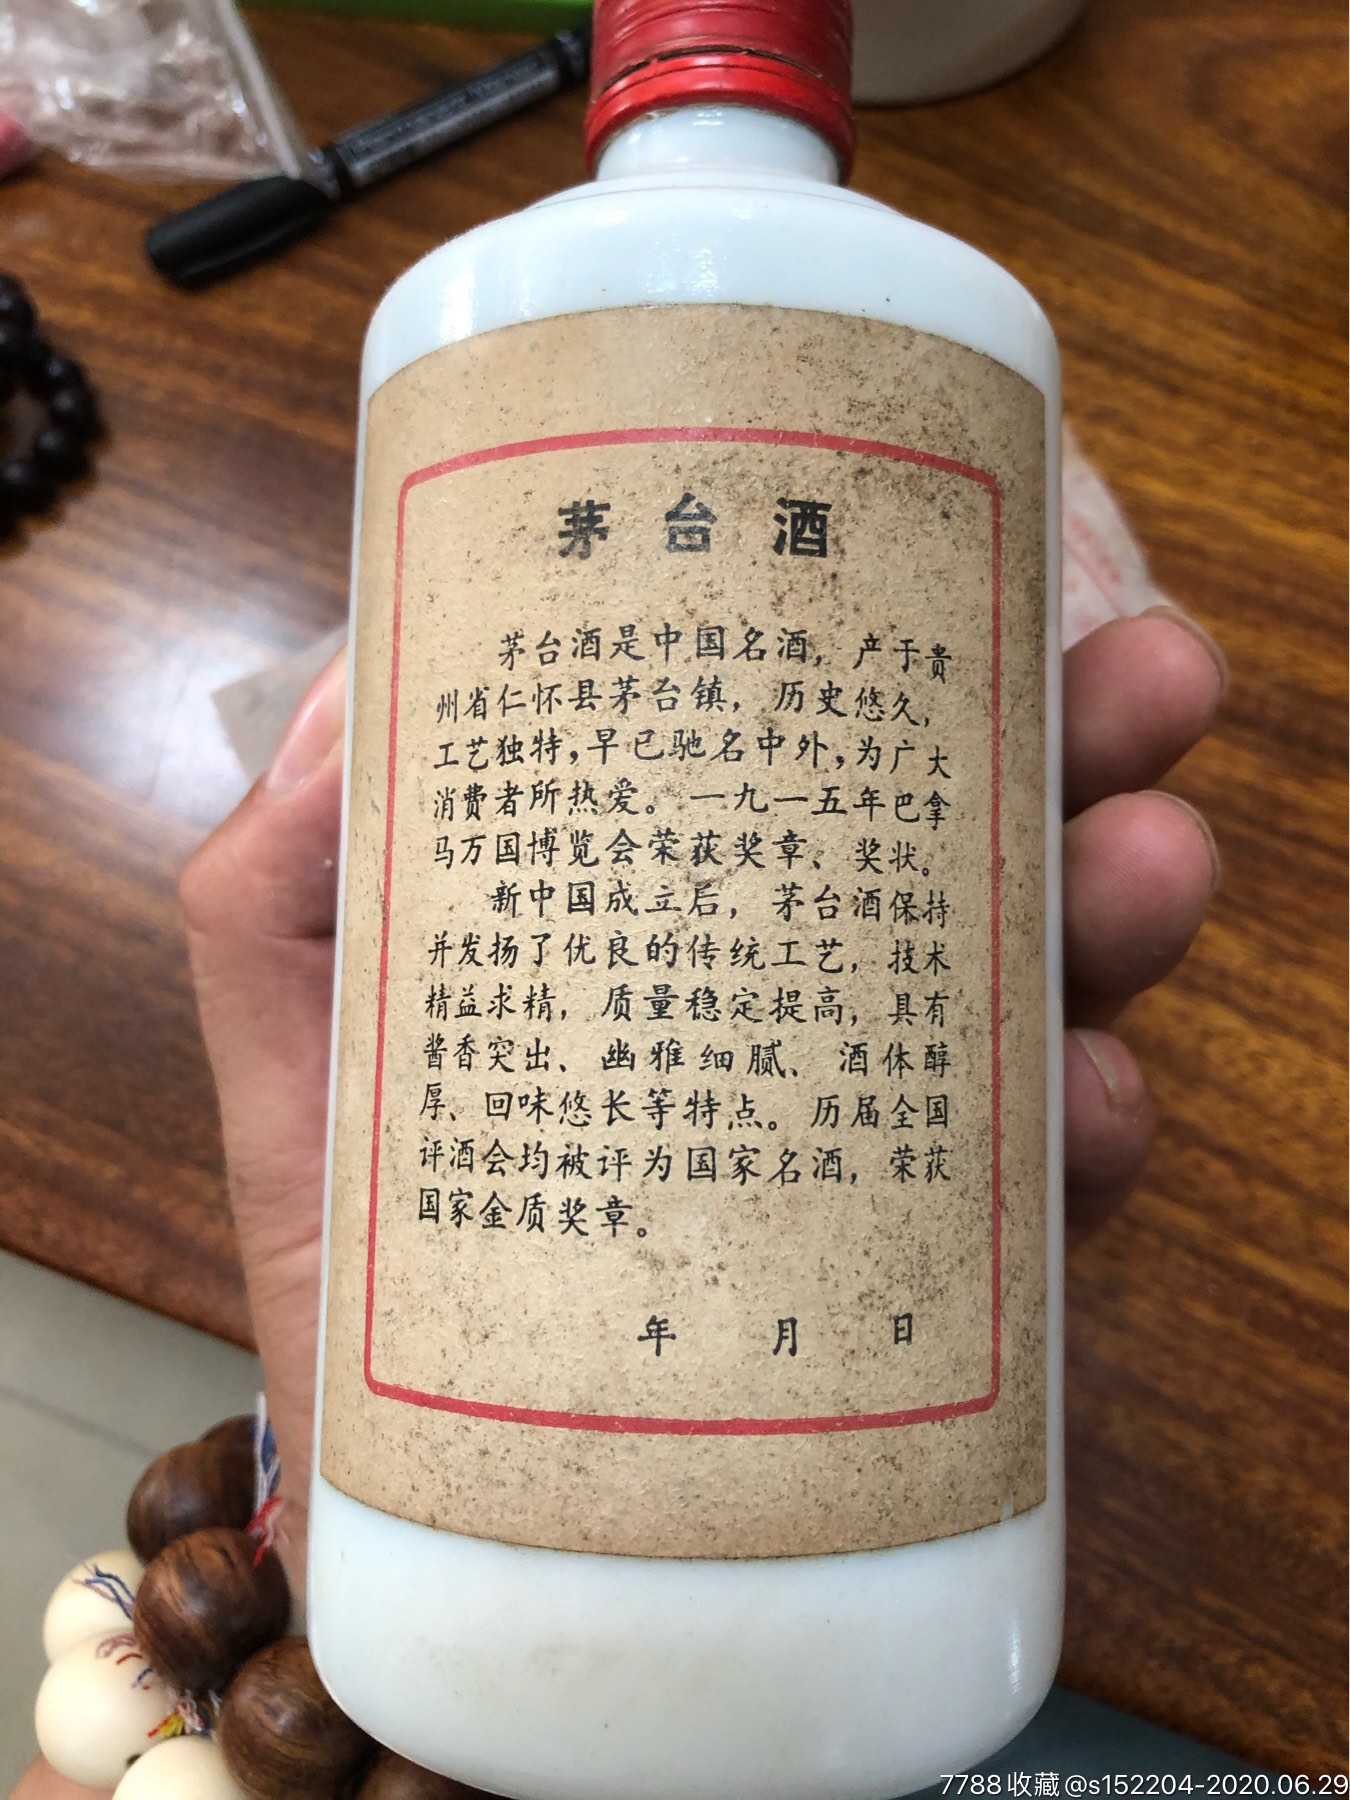 茅台酒
茅台酒是中国名酒，产于贵
州省仁怀县茅台镇，历史悠久，
工艺独特，早已驰名中外，为广大
消费者所热爱。一九一五年巴拿
马万国博览会荣获奖章、奖状。
新中国成立后，茅台酒保持
并发扬了优良的传统工艺，技术
精益求精，质量稳定提高，具有
酱香突出、幽雅细腻、酒体醇
厚、回味悠长等特点。历届全国
评酒会均被评为国家名酒，荣获
国家金质奖章。
年 月 日
7788收藏@s152204-2020.06.29